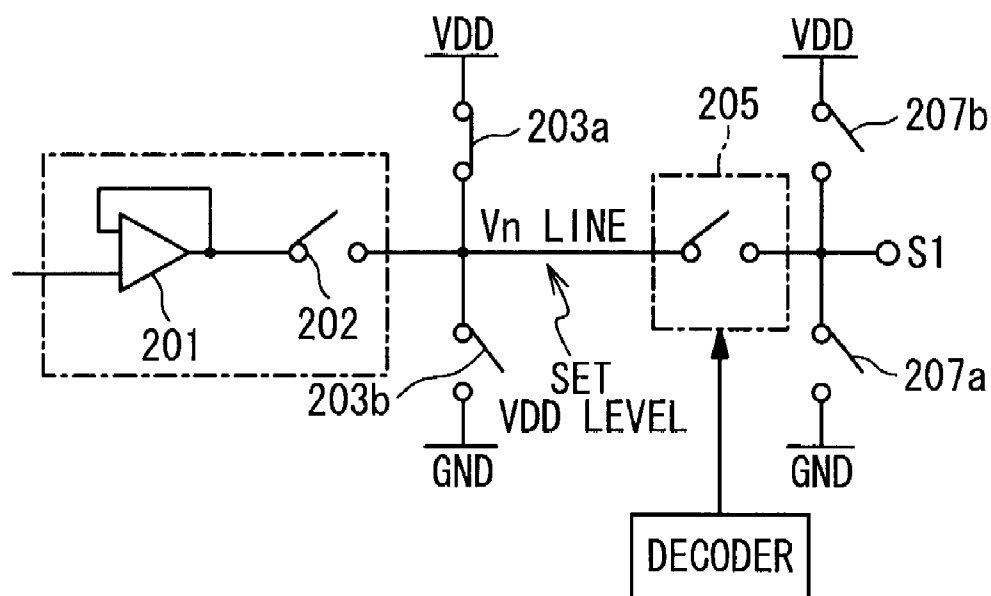 VDD
VDD
205
203a
207b
Vn LINE
S1
201
202
203b
SET
VDD LEVEL
207a
GND
GND
DECODER